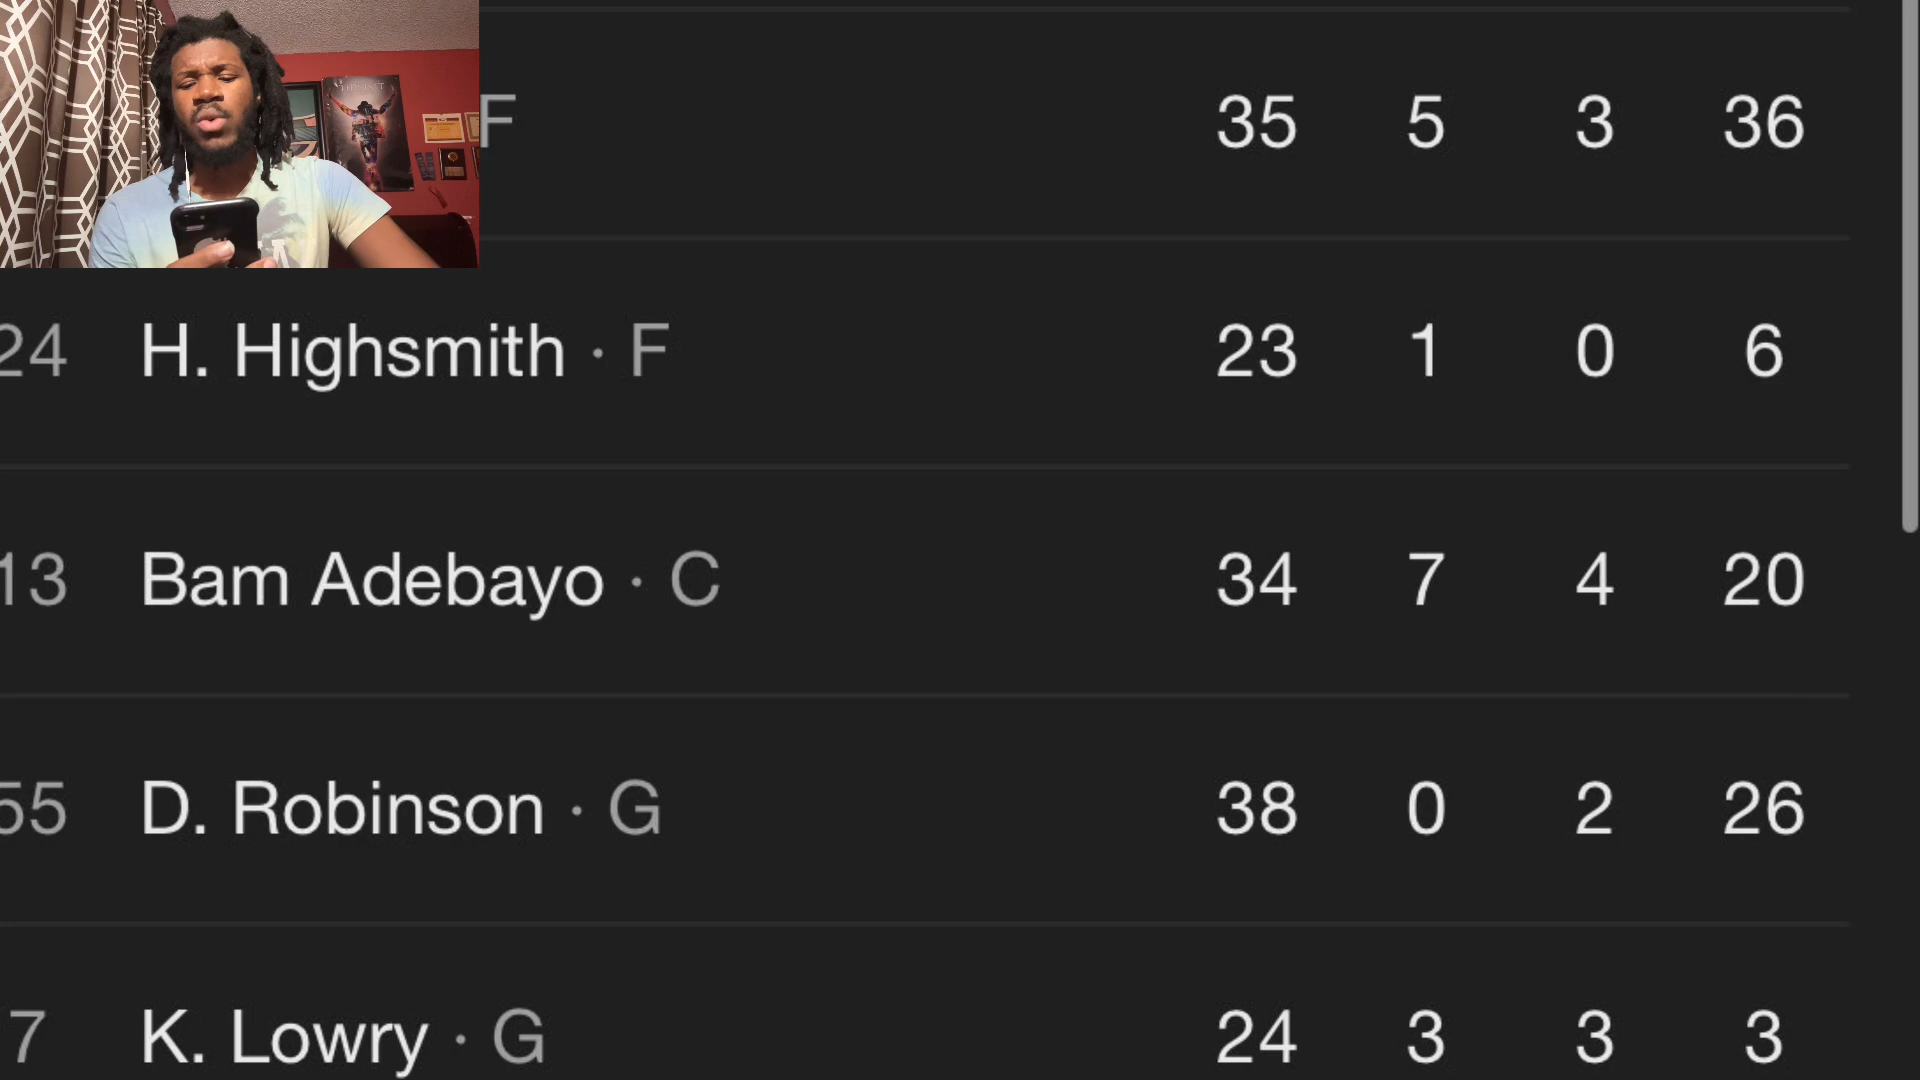 F 35 5 3 36
24 H. Highsmith · F 23 1 0 6
13 Bam Adebayo · C 34 7 4 20
55 D. Robinson · G 38 0 2 26
7 K. Lowry · G 24 3 3 3